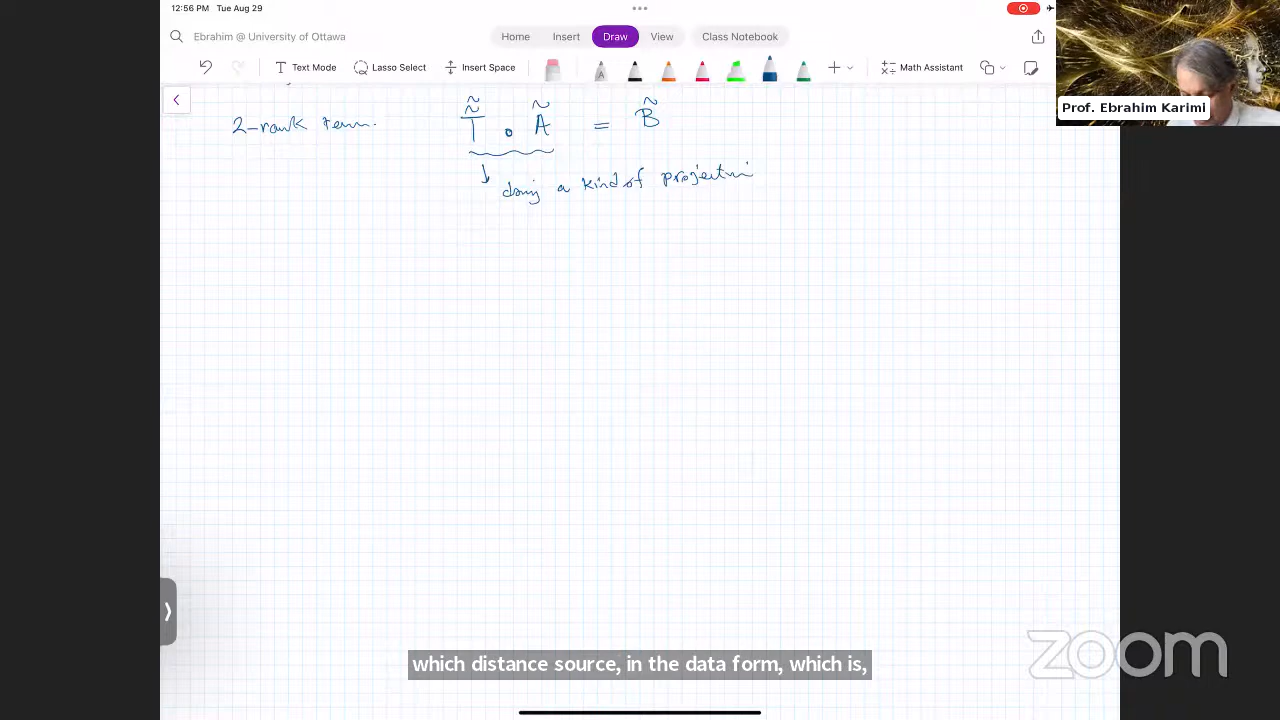 12:56 PM Tue Aug 29
Ebrahim @ University of Ottawa
Home Insert Draw View Class Notebook
Text Mode Lasso Select Insert Space Math Assistant
Prof. Ebrahim Karimi
2-rank ten
T̃̃ • Ã = B̃
doing a kind of projection
which distance source, in the data form, which is,
zoom